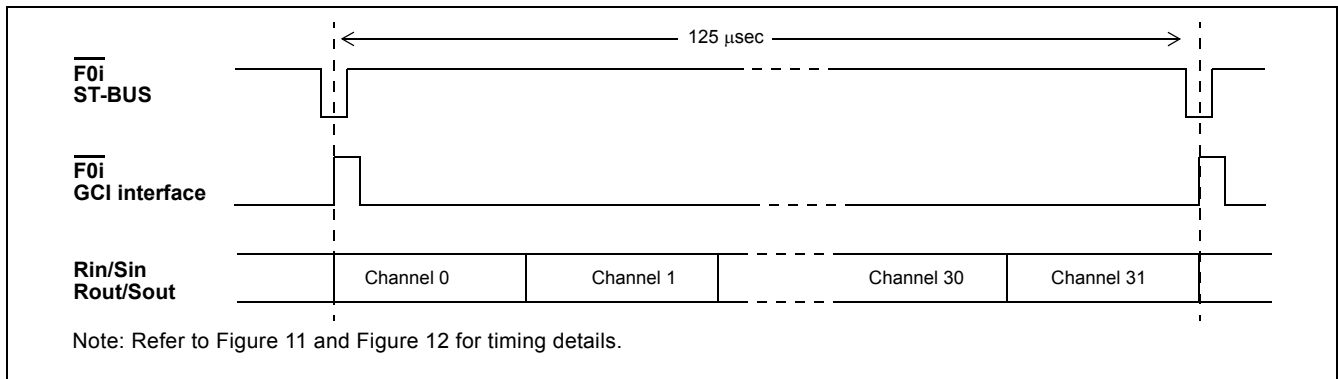 125 μsec
F0i
ST-BUS
F0i
GCI interface
Rin/Sin
Rout/Sout
Channel 0
Channel 1
Channel 30
Channel 31
Note: Refer to Figure 11 and Figure 12 for timing details.